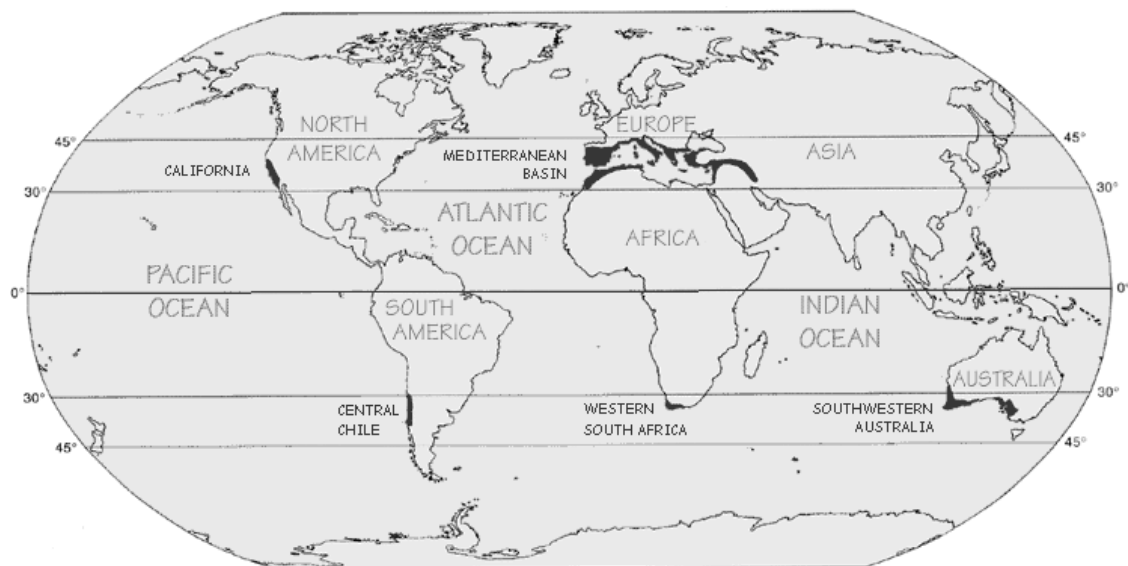 NORTH
AMERICA
EUROPE
45°
45°
CALIFORNIA
MEDITERRANEAN
BASIN
ASIA
30°
30°
ATLANTIC
OCEAN
AFRICA
PACIFIC
OCEAN
0°
0°
SOUTH
AMERICA
INDIAN
OCEAN
AUSTRALIA
30°
30°
CENTRAL
CHILE
WESTERN
SOUTH AFRICA
SOUTHWESTERN
AUSTRALIA
45°
45°